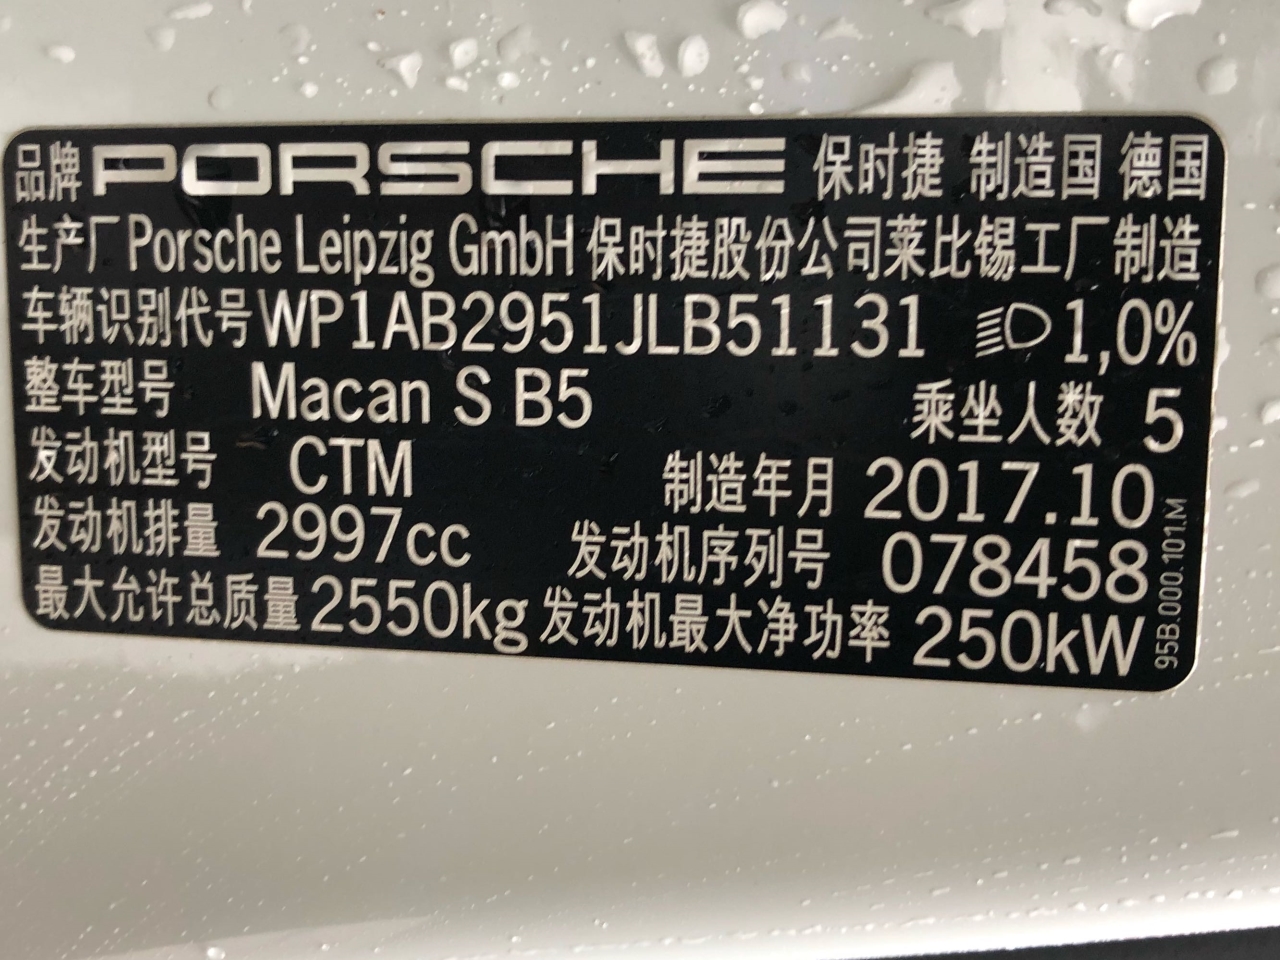 品牌 PORSCHE 保时捷 制造国 德国
生产厂 Porsche Leipzig GmbH 保时捷股份公司莱比锡工厂 制造
车辆识别代号 WP1AB2951JLB51131 1,0%
整车型号 Macan S B5 乘坐人数 5
发动机型号 CTM 制造年月 2017.10
发动机排量 2997cc 发动机序列号 078458
最大允许总质量 2550kg 发动机最大净功率 250kW
95B.000.101.M